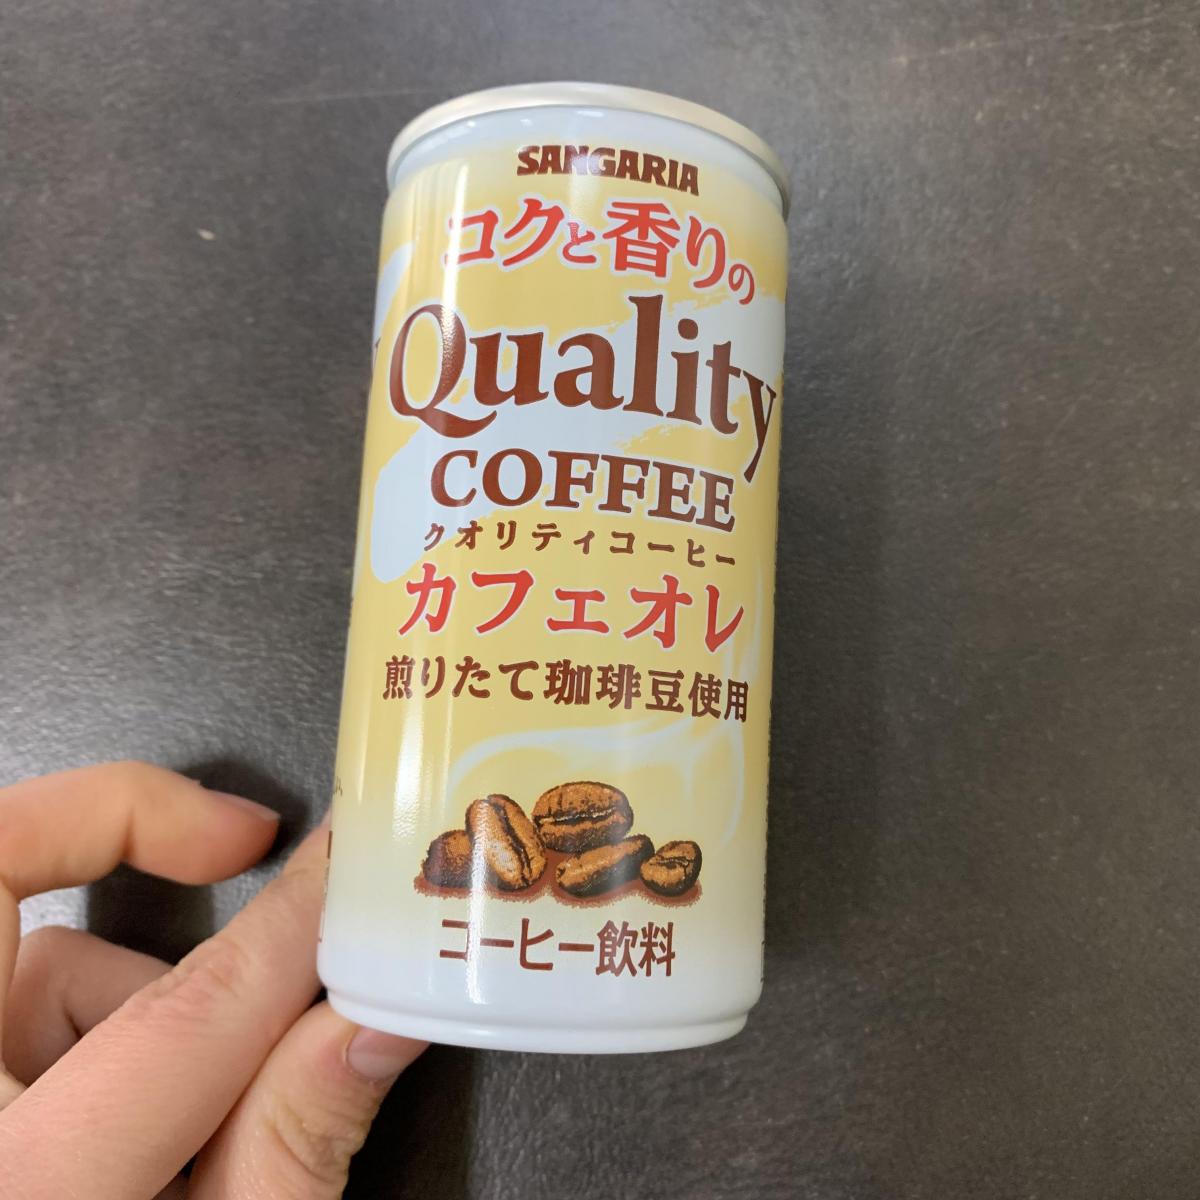 SANGARIA
コクと香りの
Quality
COFFEE
クオリティコーヒー
カフェオレ
煎りたて珈琲豆使用
コーヒー飲料